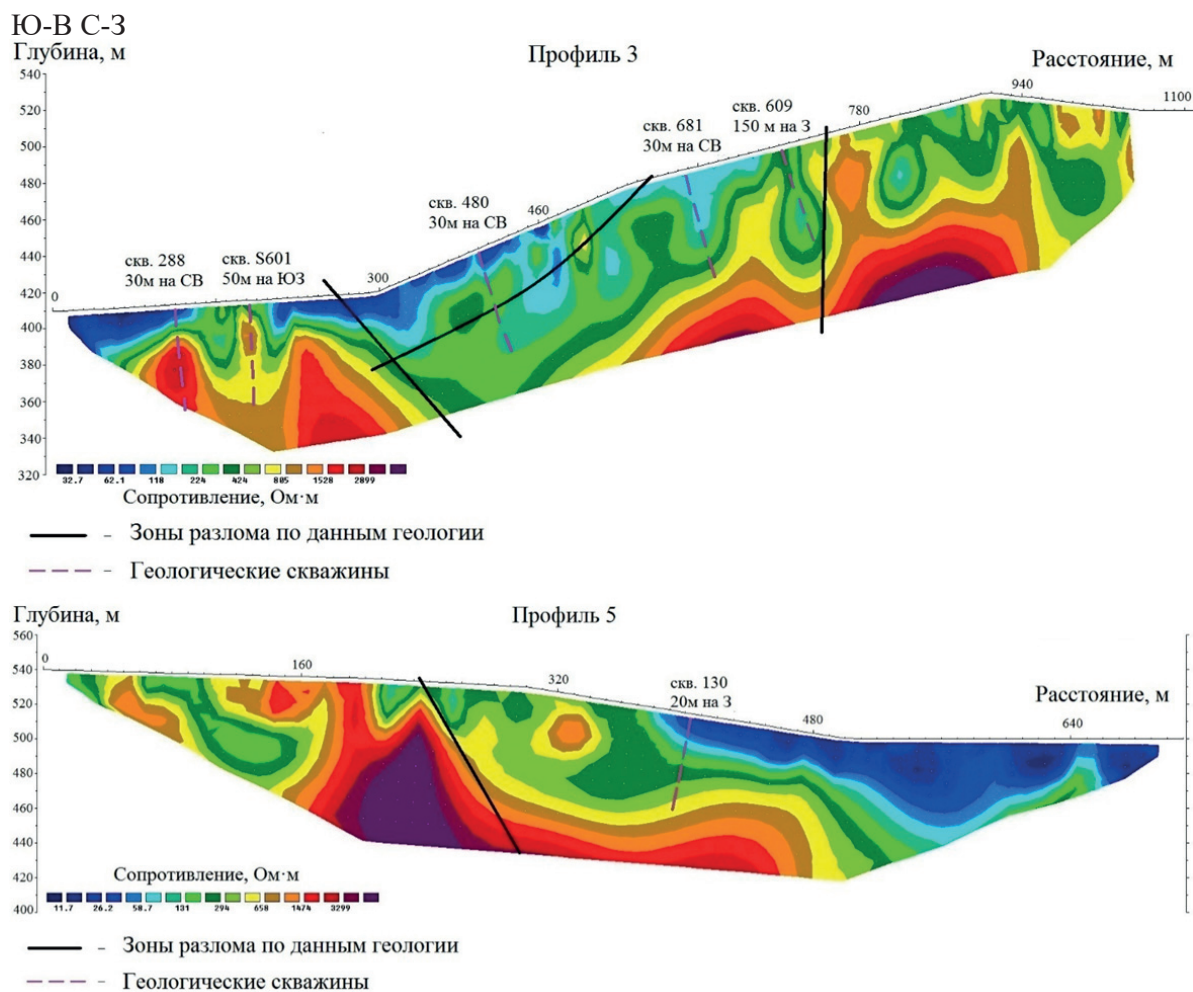 Ю-В С-З
Глубина, м
Профиль 3
Расстояние, м
540
520
500
480
460
440
420
400
380
360
340
320
0
300
460
780
940
1100
скв. 288
30м на СВ
скв. S601
50м на ЮЗ
скв. 480
30м на СВ
скв. 681
30м на СВ
скв. 609
150 м на З
32.7 62.1 118 224 424 805 1528 2899
Сопротивление, Ом·м
– Зоны разлома по данным геологии
– Геологические скважины
Глубина, м
Профиль 5
Расстояние, м
560
540
520
500
480
460
440
420
400
0
160
320
480
640
скв. 130
20м на З
Сопротивление, Ом·м
11.7 26.2 58.7 131 294 658 1474 3299
– Зоны разлома по данным геологии
– Геологические скважины